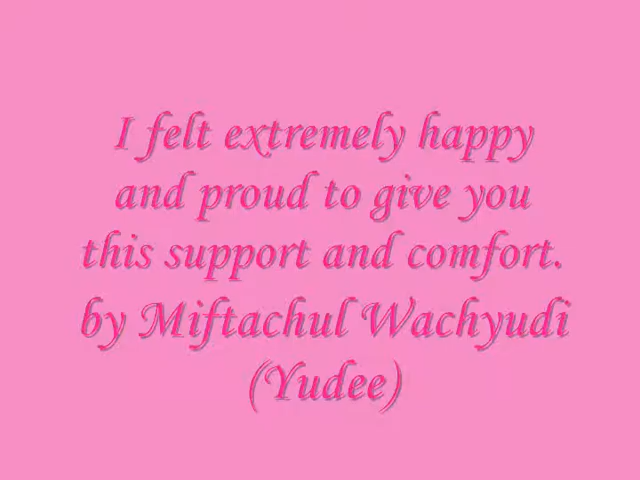 I felt extremely happy
and proud to give you
this support and comfort.
by Miftachul Wachyudi
(Yudee)